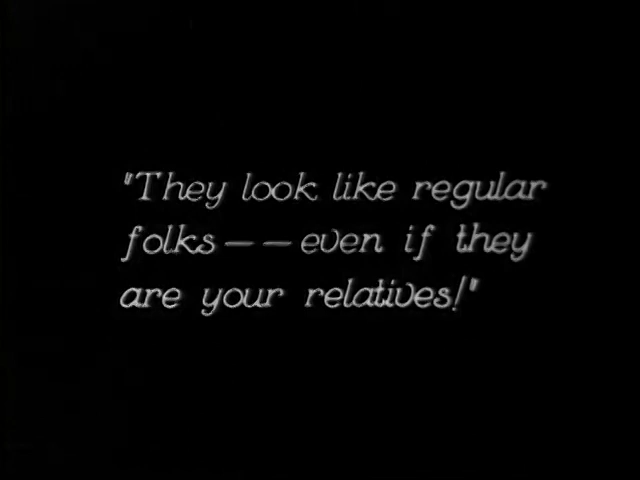 "They look like regular
folks — — even if they
are your relatives!"